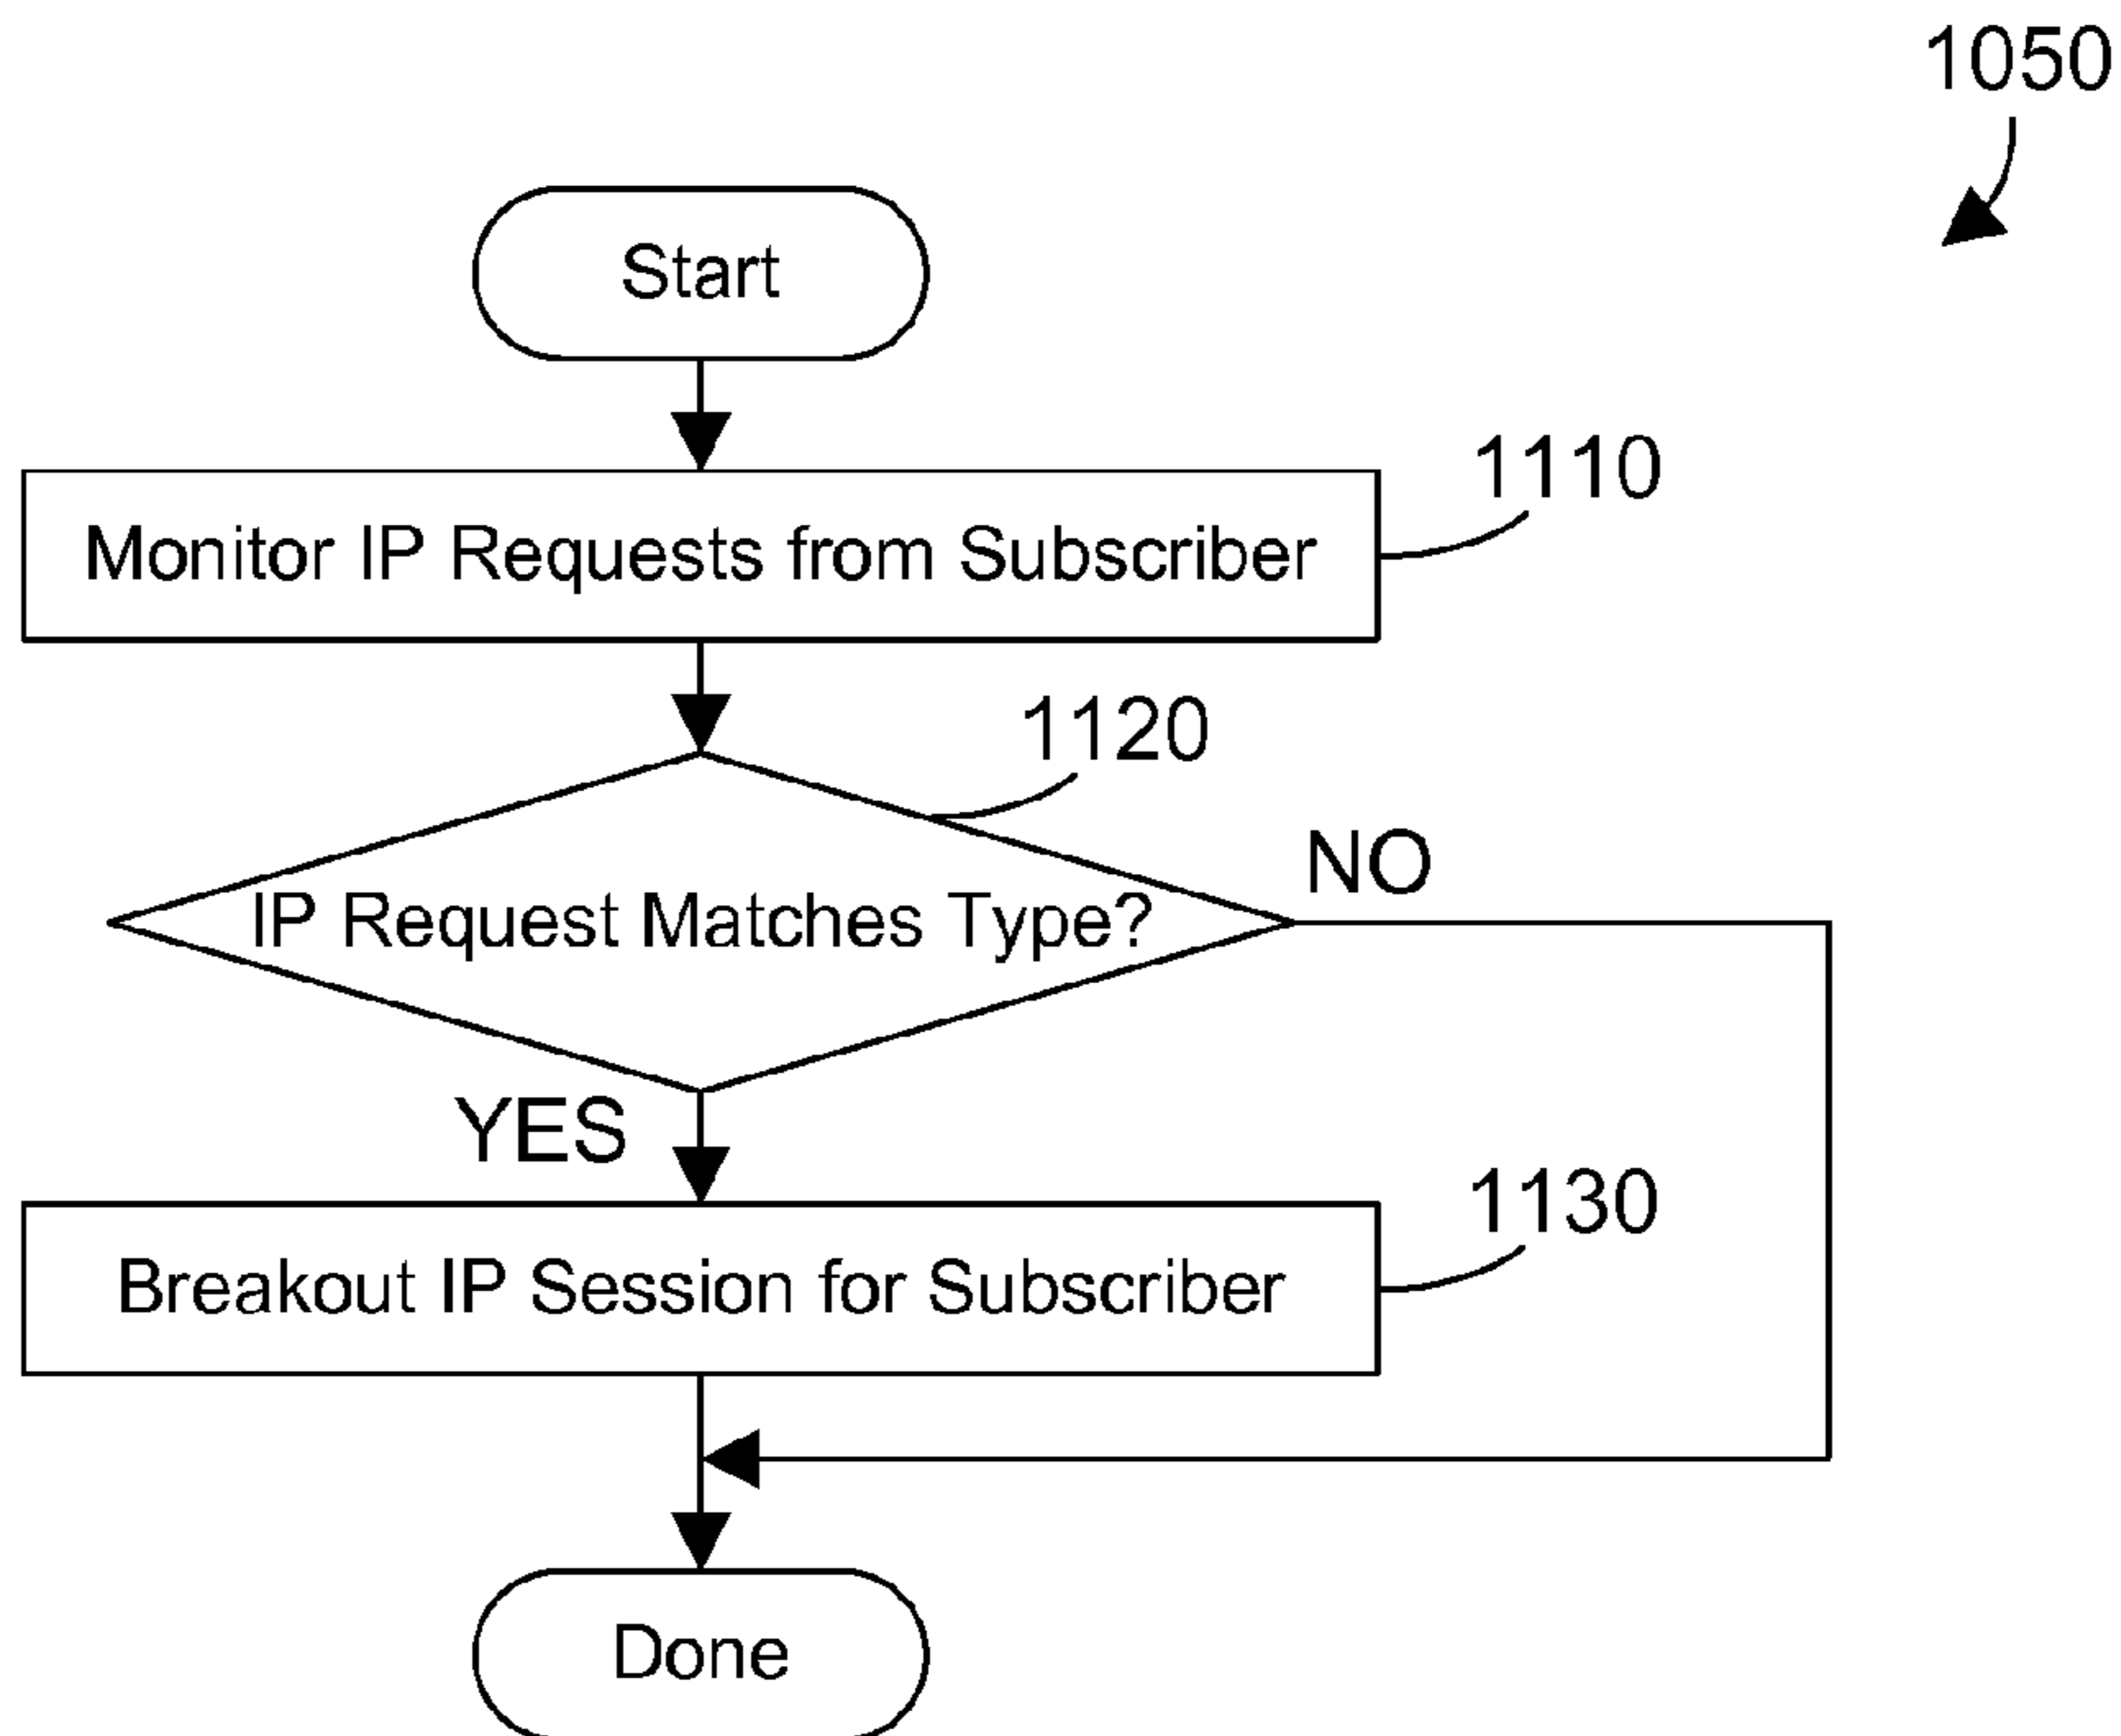 1050
Start
Monitor IP Requests from Subscriber
1110
1120
IP Request Matches Type?
NO
YES
1130
Breakout IP Session for Subscriber
Done